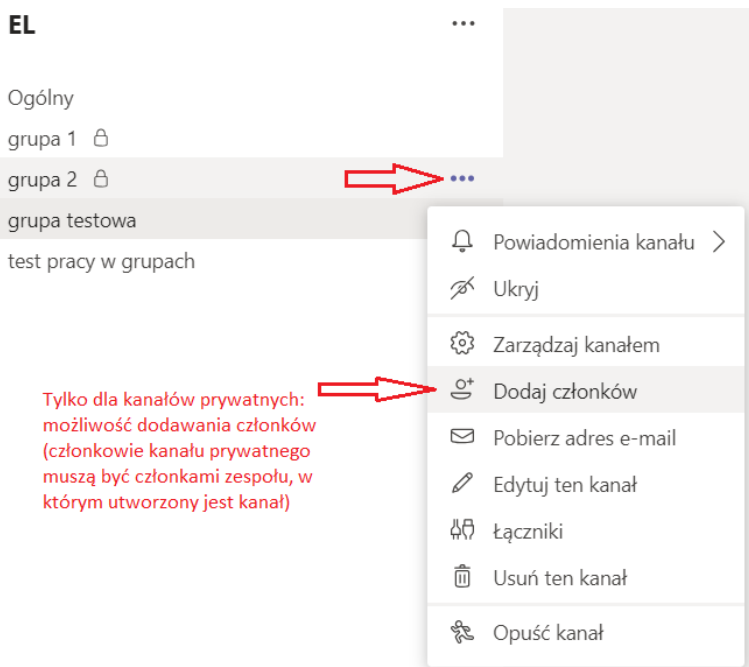 EL
Ogólny
grupa 1
grupa 2
grupa testowa
test pracy w grupach
Powiadomienia kanału
Ukryj
Zarządzaj kanałem
Dodaj członków
Pobierz adres e-mail
Edytuj ten kanał
Łączniki
Usuń ten kanał
Opuść kanał
Tylko dla kanałów prywatnych:
możliwość dodawania członków
(członkowie kanału prywatnego
muszą być członkami zespołu, w
którym utworzony jest kanał)